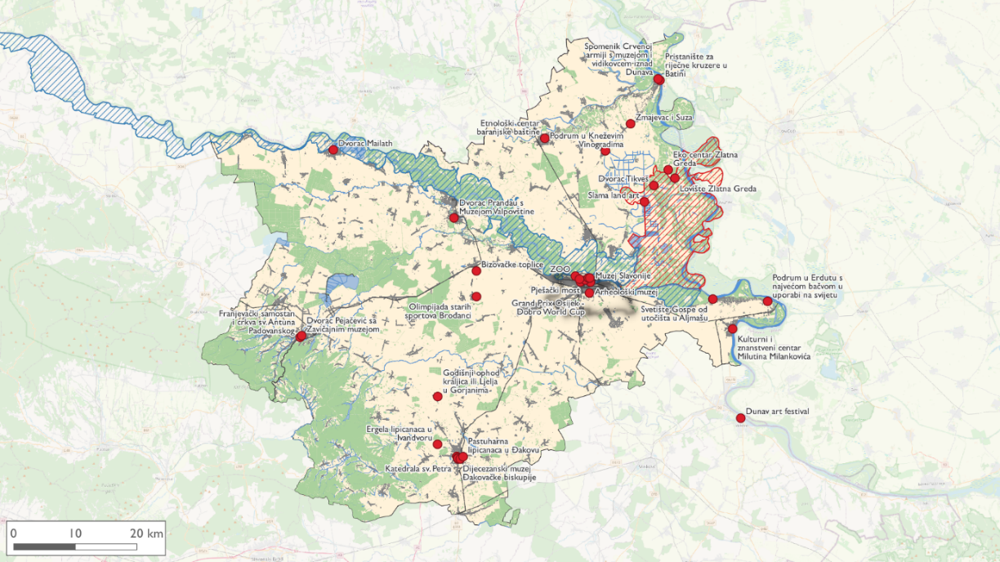 Spomenik Crvenoj
armiji s muzejom i
vidikovcem iznad
Dunava
Pristanište za
riječne kruzere u
Batini
Zmajevac i Suza
Etnološki centar
baranjske baštine
Podrum u Kneževim
Vinogradima
Dvorac Mailath
Eko centar Zlatna
Greda
Dvorac Tikveš
Lovište Zlatna Greda
Slama land art
Dvorac Prandau s
Muzejom Valpovštine
Bizovačke toplice
ZOO
Muzej Slavonije
Pješački most
Arheološki muzej
Podrum u Erdutu s
najvećom bačvom u
uporabi na svijetu
Grand Prix Osijek
Dobro World Cup
Svetište Gospe od
utočišta u Aljmašu
Olimpijada starih
sportova Brođanci
Franjevački samostan
i crkva sv. Antuna
Padovanskog
Dvorac Pejačević sa
Zavičajnim muzejom
Kulturni i
znanstveni centar
Milutina Milankovića
Godišnji ophod
kraljica ili Ljelja
u Gorjanima
Dunav art festival
Ergela lipicanaca u
Ivandvoru
Pastuharna
lipicanaca u Đakovu
Katedrala sv. Petra
Dijecezanski muzej
Đakovačke biskupije
0 10 20 km